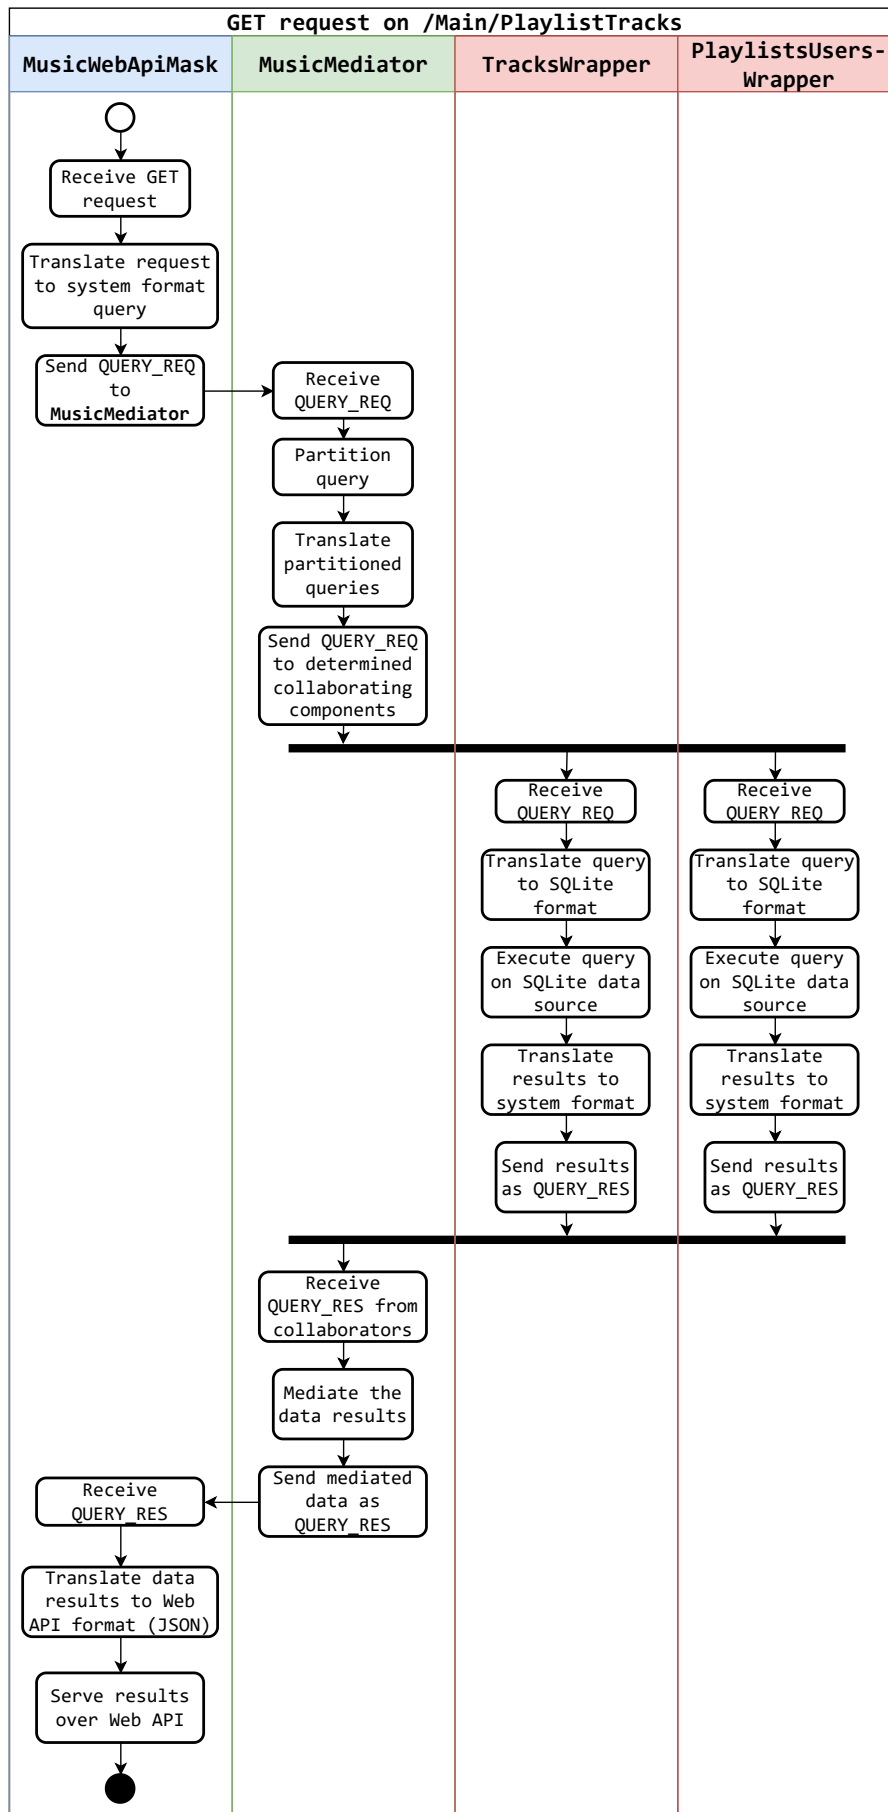 GET request on /Main/PlaylistTracks
MusicWebApiMask
MusicMediator
TracksWrapper
PlaylistsUsers-
Wrapper
Receive GET
request
Translate request
to system format
query
Send QUERY_REQ
to
MusicMediator
Receive
QUERY_REQ
Partition
query
Translate
partitioned
queries
Send QUERY_REQ
to determined
collaborating
components
Receive
QUERY_REQ
Translate query
to SQLite
format
Execute query
on SQLite data
source
Translate
results to
system format
Send results
as QUERY_RES
Receive
QUERY_REQ
Translate query
to SQLite
format
Execute query
on SQLite data
source
Translate
results to
system format
Send results
as QUERY_RES
Receive
QUERY_RES from
collaborators
Mediate the
data results
Send mediated
data as
QUERY_RES
Receive
QUERY_RES
Translate data
results to Web
API format (JSON)
Serve results
over Web API